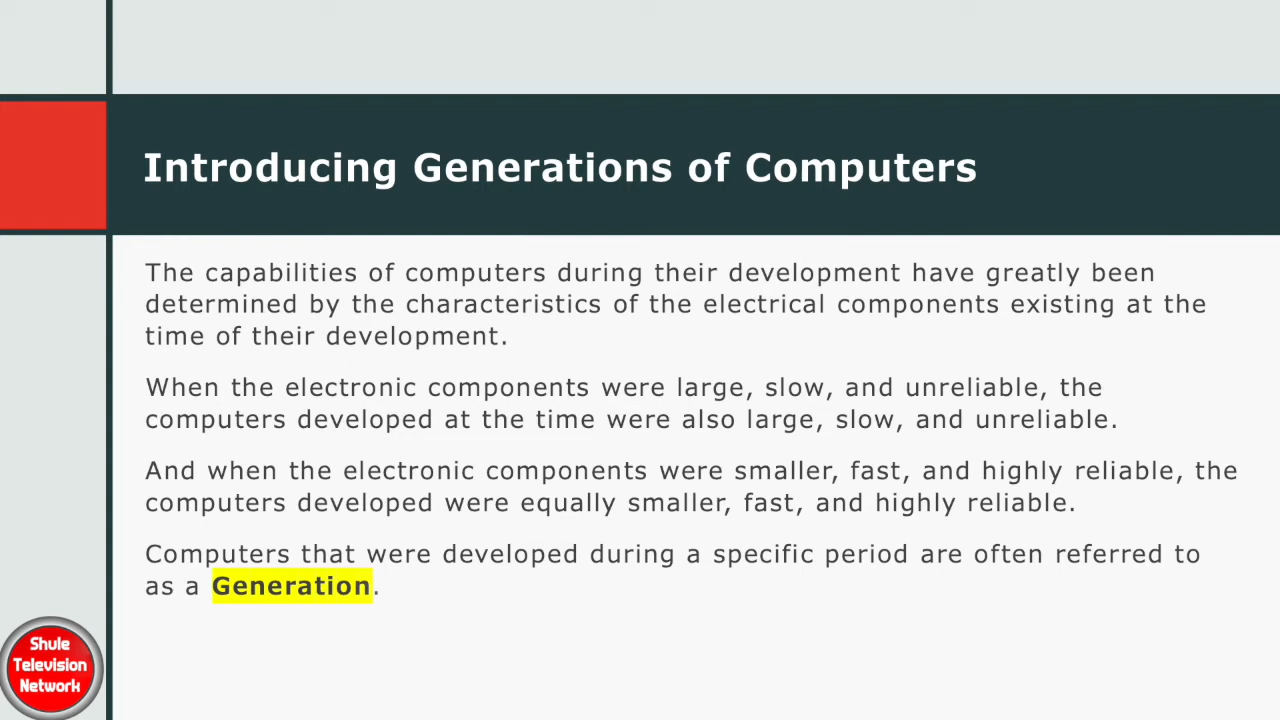 Introducing Generations of Computers
The capabilities of computers during their development have greatly been
determined by the characteristics of the electrical components existing at the
time of their development.
When the electronic components were large, slow, and unreliable, the
computers developed at the time were also large, slow, and unreliable.
And when the electronic components were smaller, fast, and highly reliable, the
computers developed were equally smaller, fast, and highly reliable.
Computers that were developed during a specific period are often referred to
as a Generation.
Shule
Television
Network